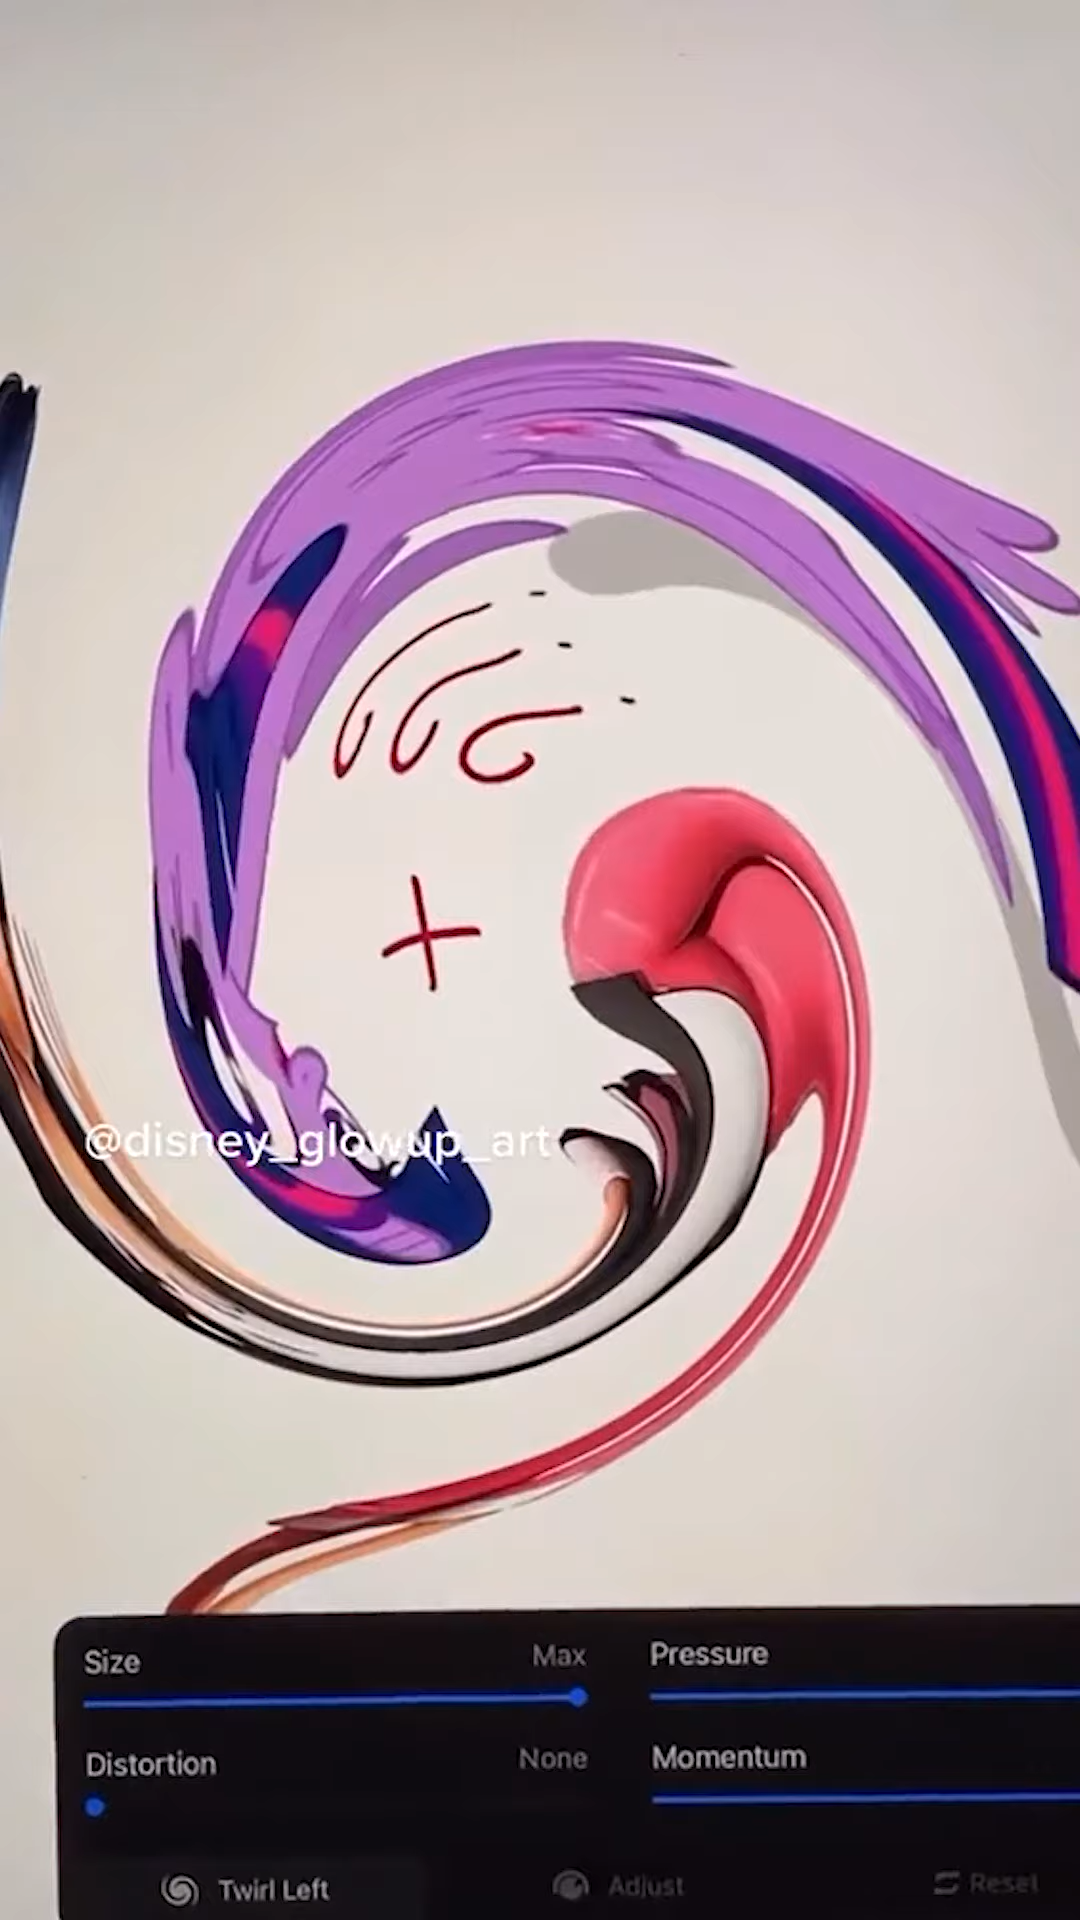 @disney_glowup_art
Size Max Pressure
Distortion None Momentum
Twirl Left Adjust Reset